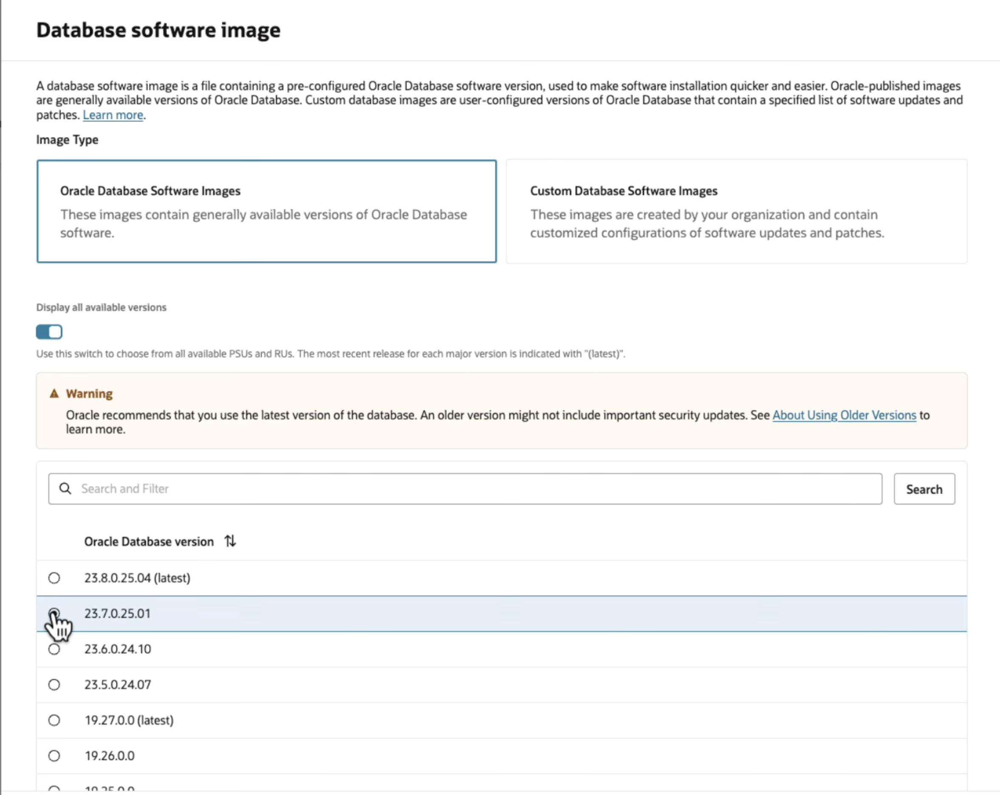 Database software image
A database software image is a file containing a pre-configured Oracle Database software version, used to make software installation quicker and easier. Oracle-published images
are generally available versions of Oracle Database. Custom database images are user-configured versions of Oracle Database that contain a specified list of software updates and
patches. Learn more.
Image Type
Oracle Database Software Images
These images contain generally available versions of Oracle Database
software.
Custom Database Software Images
These images are created by your organization and contain
customized configurations of software updates and patches.
Display all available versions
Use this switch to choose from all available PSUs and RUs. The most recent release for each major version is indicated with "(latest)".
Warning
Oracle recommends that you use the latest version of the database. An older version might not include important security updates. See About Using Older Versions to
learn more.
Search and Filter
Search
Oracle Database version
23.8.0.25.04 (latest)
23.7.0.25.01
23.6.0.24.10
23.5.0.24.07
19.27.0.0 (latest)
19.26.0.0
19.25.0.0